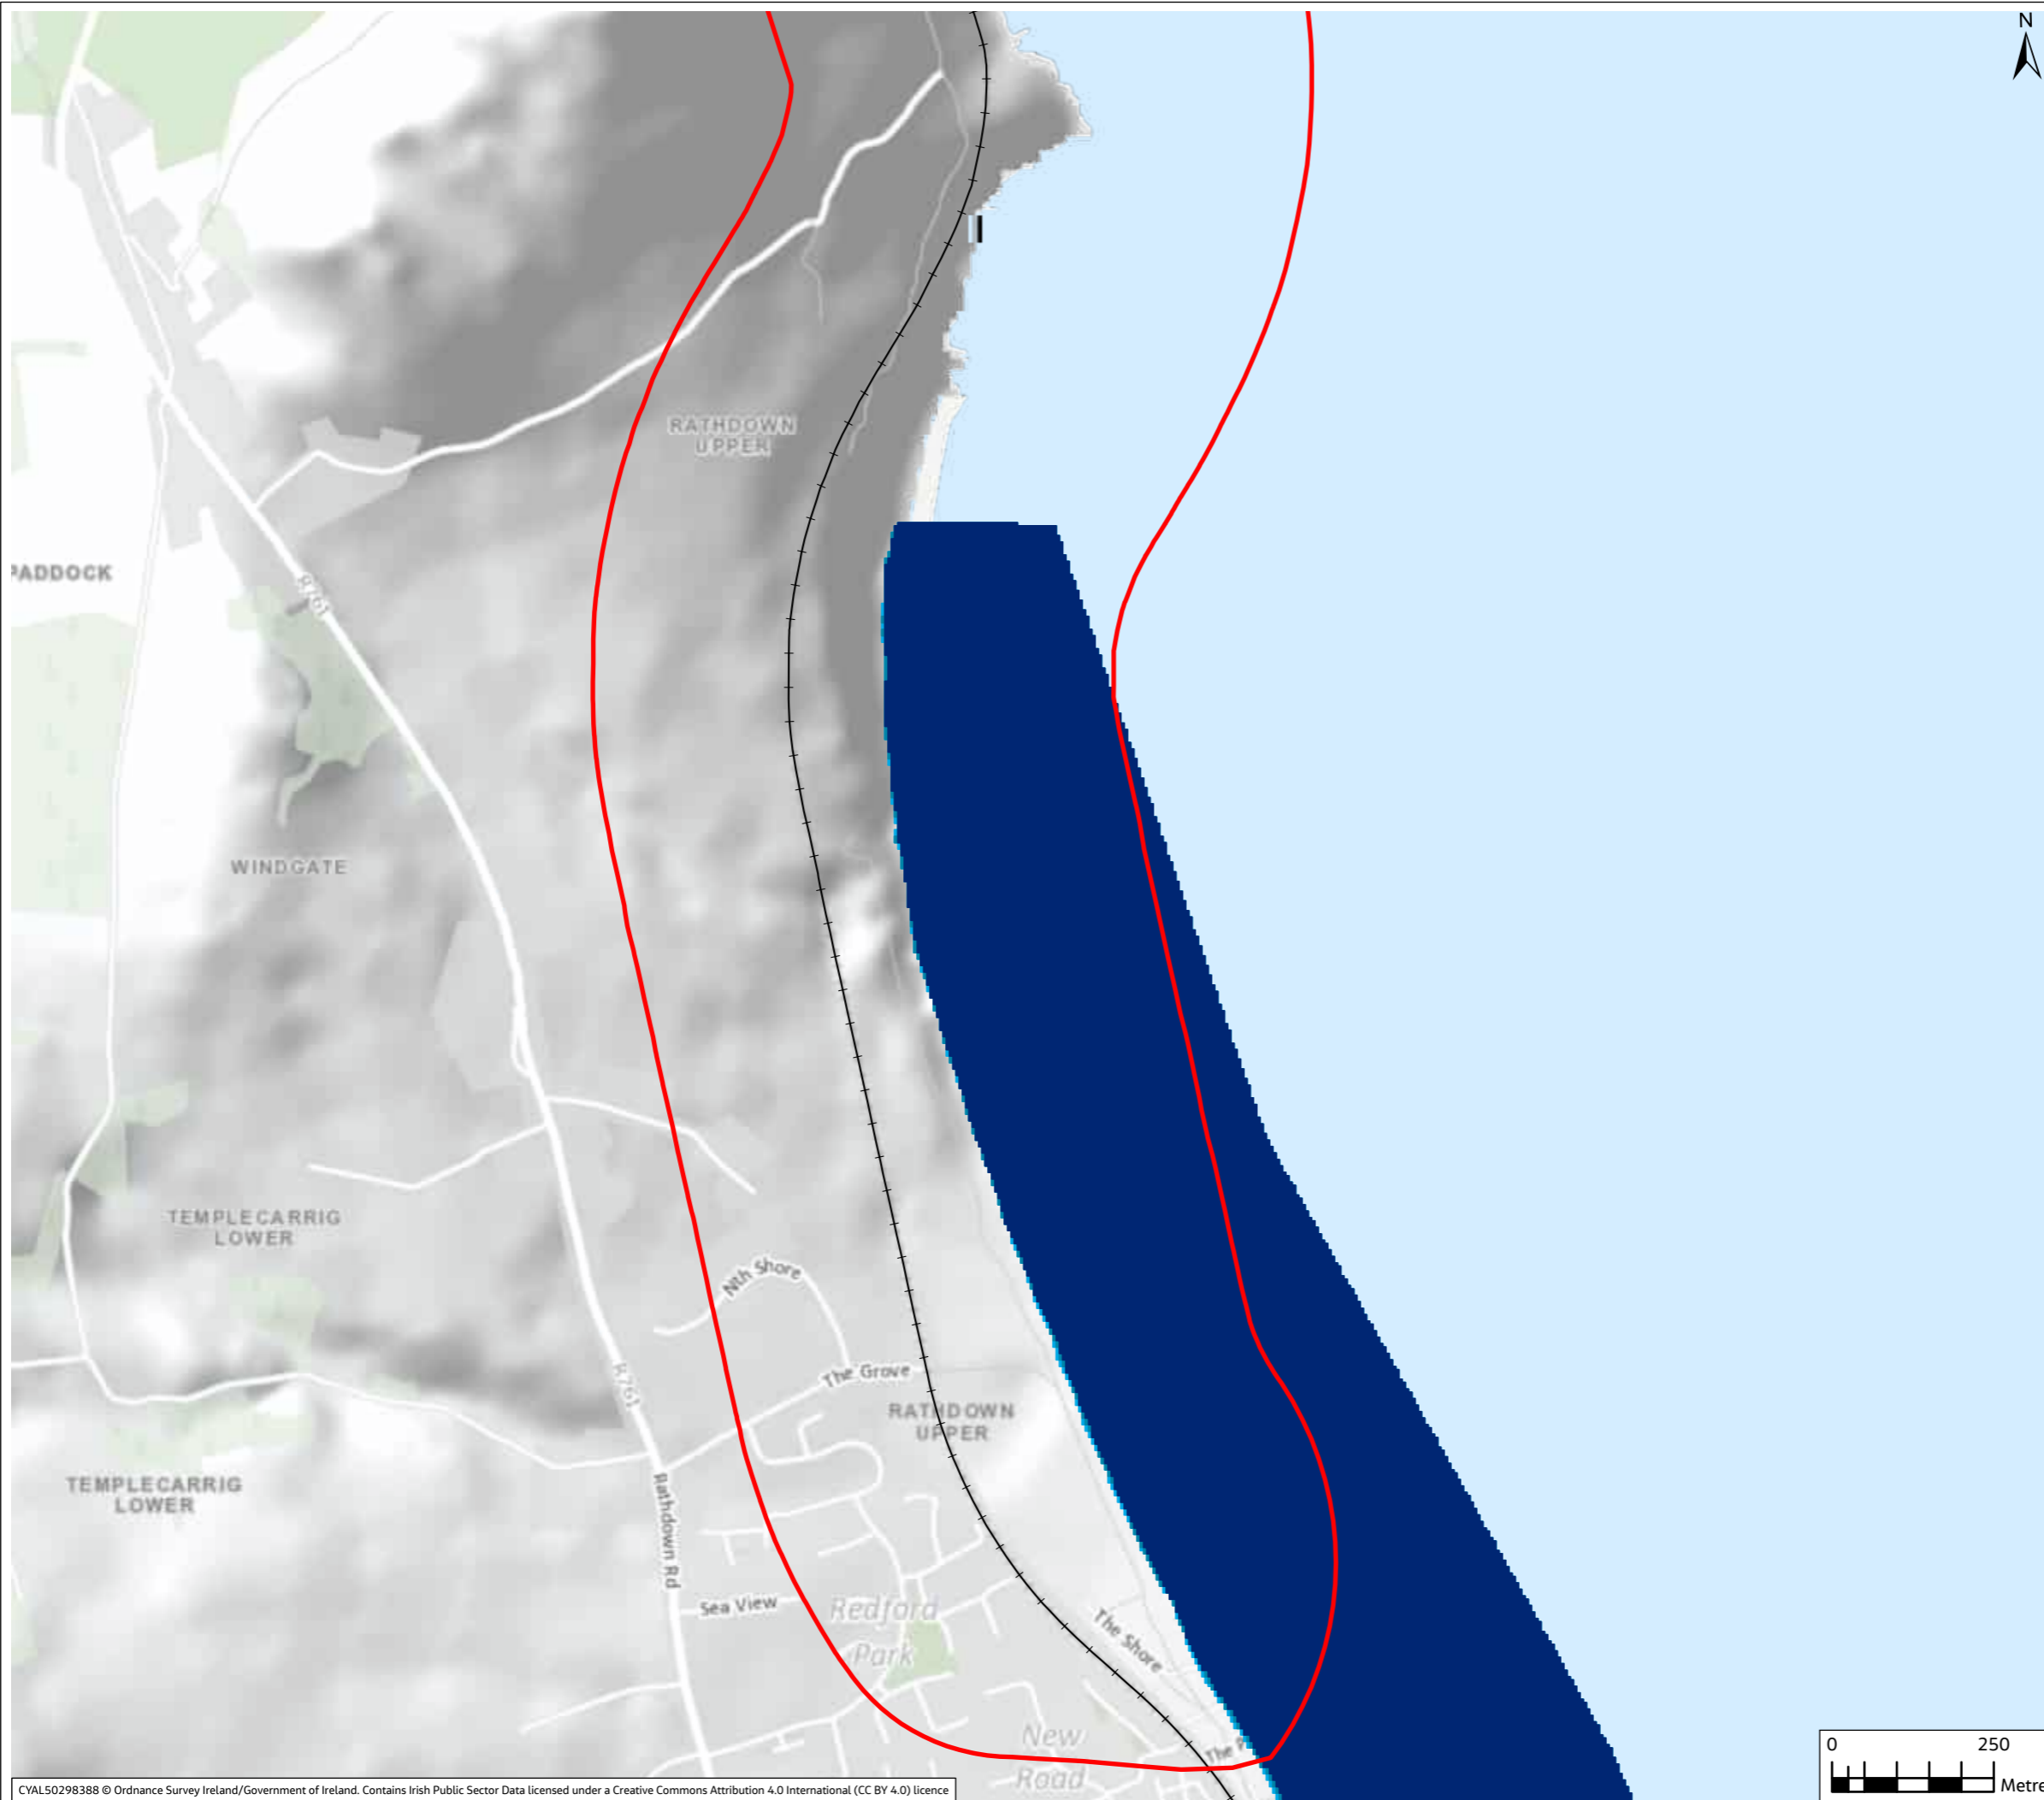 N
RATHDOWN
UPPER
PADDOCK
R761
WINDGATE
TEMPLECARRIG
LOWER
Nth Shore
R761
The Grove
RATHDOWN
UPPER
TEMPLECARRIG
LOWER
Rathdown Rd
Sea View
Redford
Park
The Shore
New
Road
The
0 250
Metre
CYAL50298388 © Ordnance Survey Ireland/Government of Ireland. Contains Irish Public Sector Data licensed under a Creative Commons Attribution 4.0 International (CC BY 4.0) licence